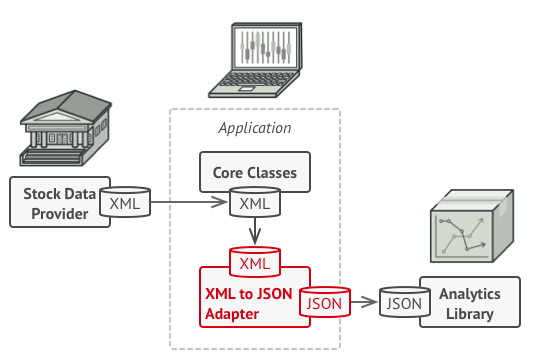 Application
Stock Data
Provider
XML
Core Classes
XML
XML
XML to JSON
Adapter
JSON
JSON
Analytics
Library